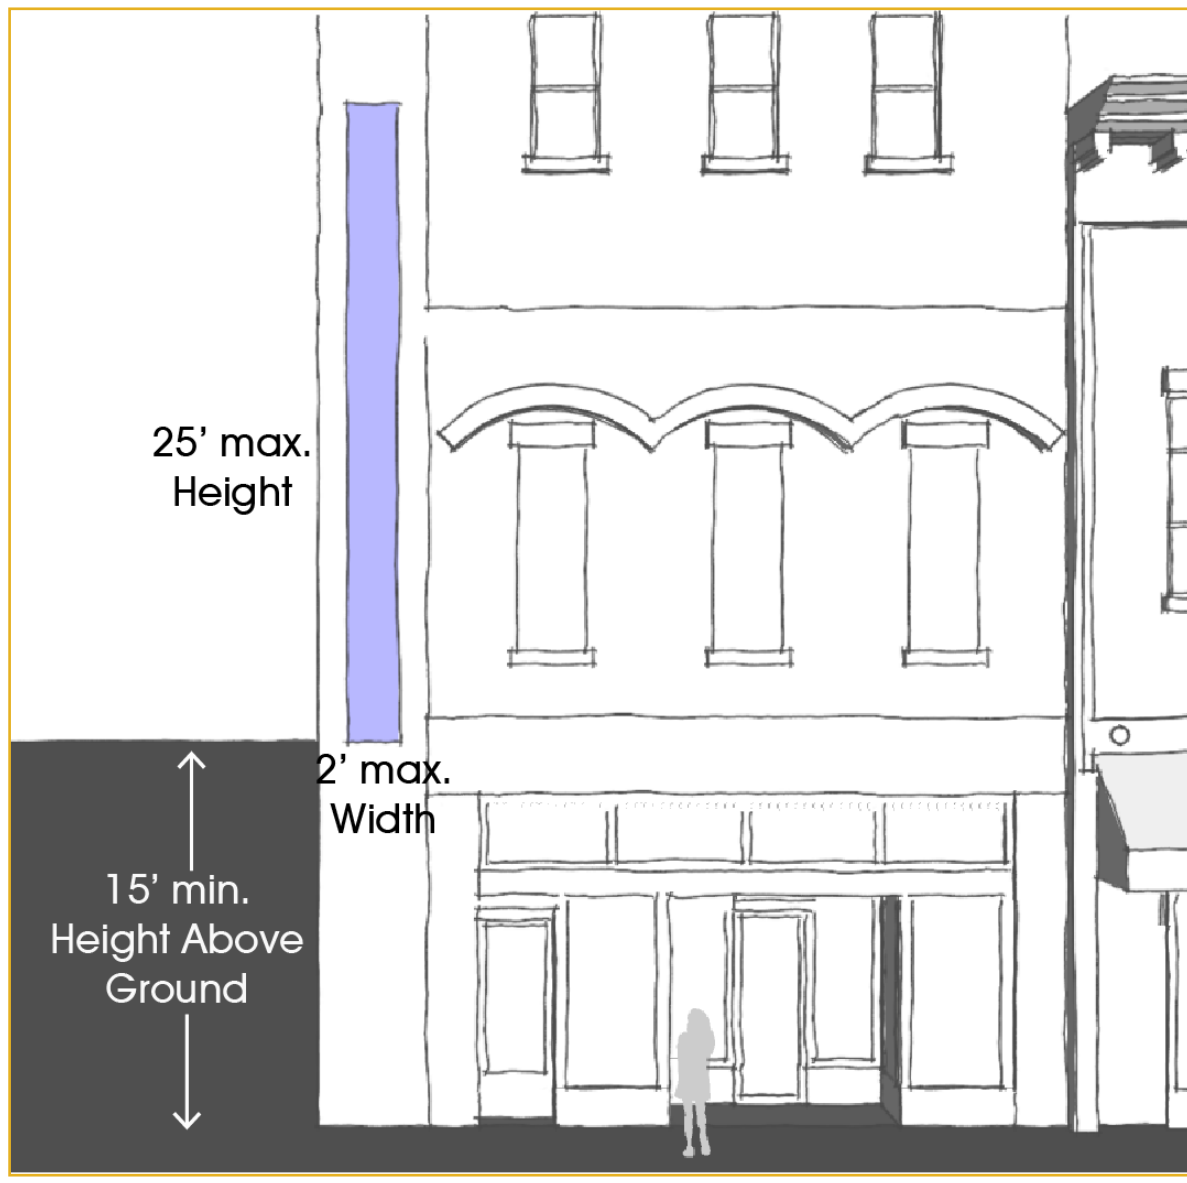 25’ max.
Height
2’ max.
Width
15’ min.
Height Above
Ground